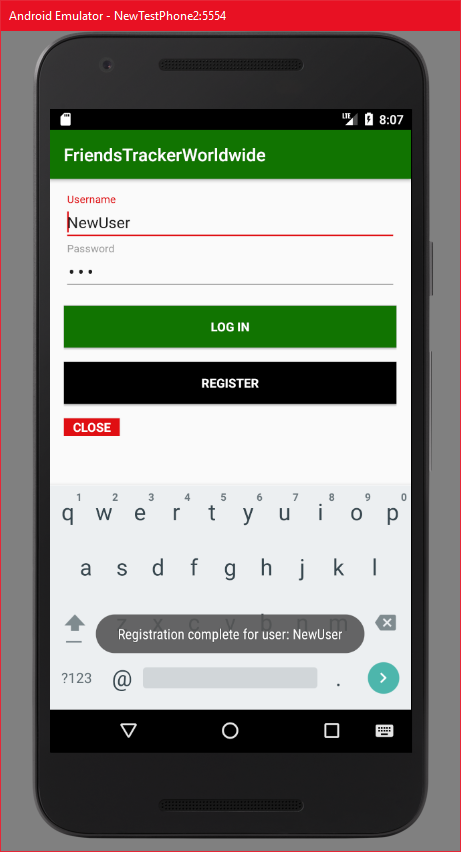 Android Emulator - NewTestPhone2:5554
LTE 8:07
FriendsTrackerWorldwide
Username
NewUser
Password
•••
LOG IN
REGISTER
CLOSE
1 2 3 4 5 6 7 8 9 0
q w e r t y u i o p
a s d f g h j k l
z x c v b n m
Registration complete for user: NewUser
?123 @ .